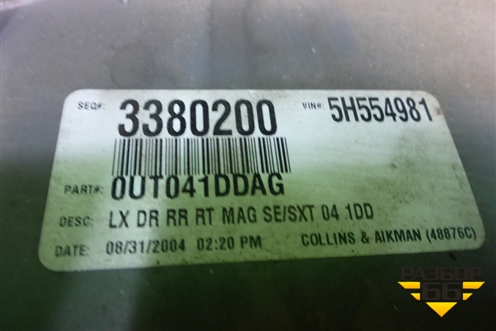 SEQ#: 3380200 VIN#: 5H554981
PART#: 0UT041DDAG
DESC: LX DR RR RT MAG SE/SXT 04 1DD
DATE: 08/31/2004 02:20 PM COLLINS & AIKMAN (48876C)
РАЗБОР
66